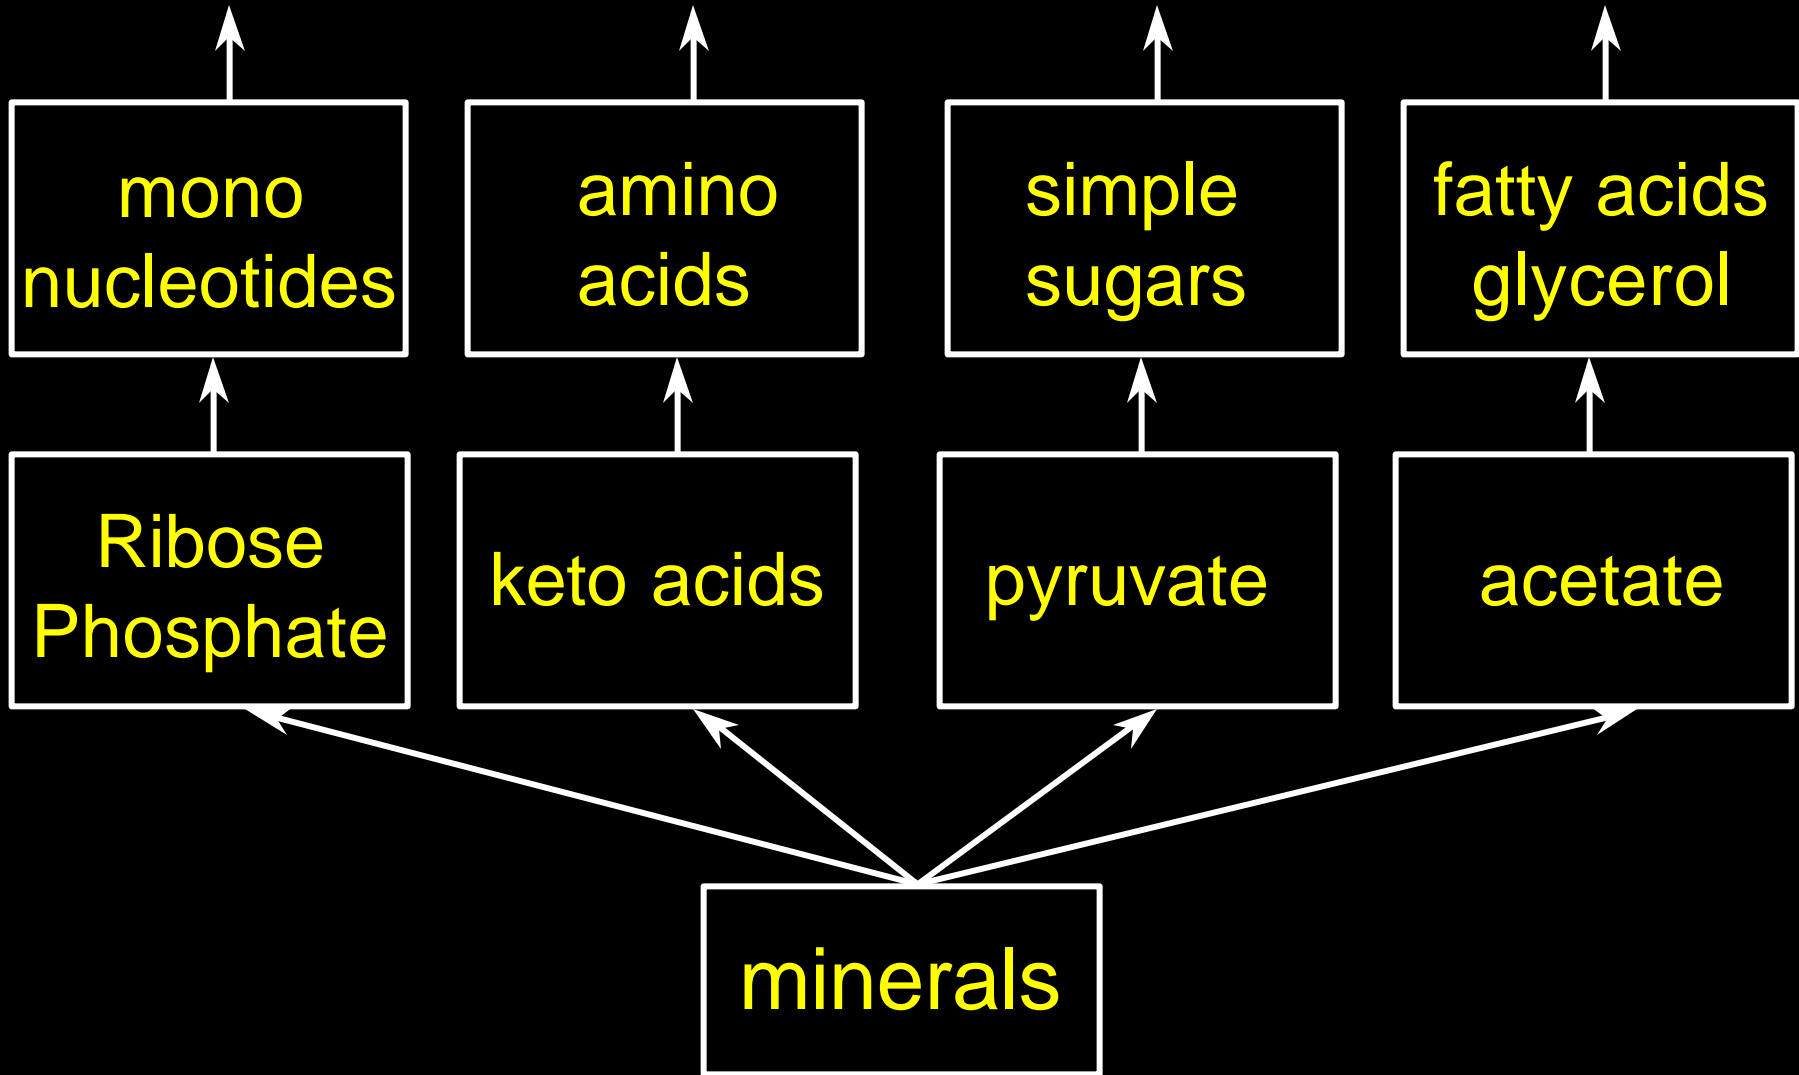 mono
nucleotides
amino
acids
simple
sugars
fatty acids
glycerol
Ribose
Phosphate
keto acids
pyruvate
acetate
minerals